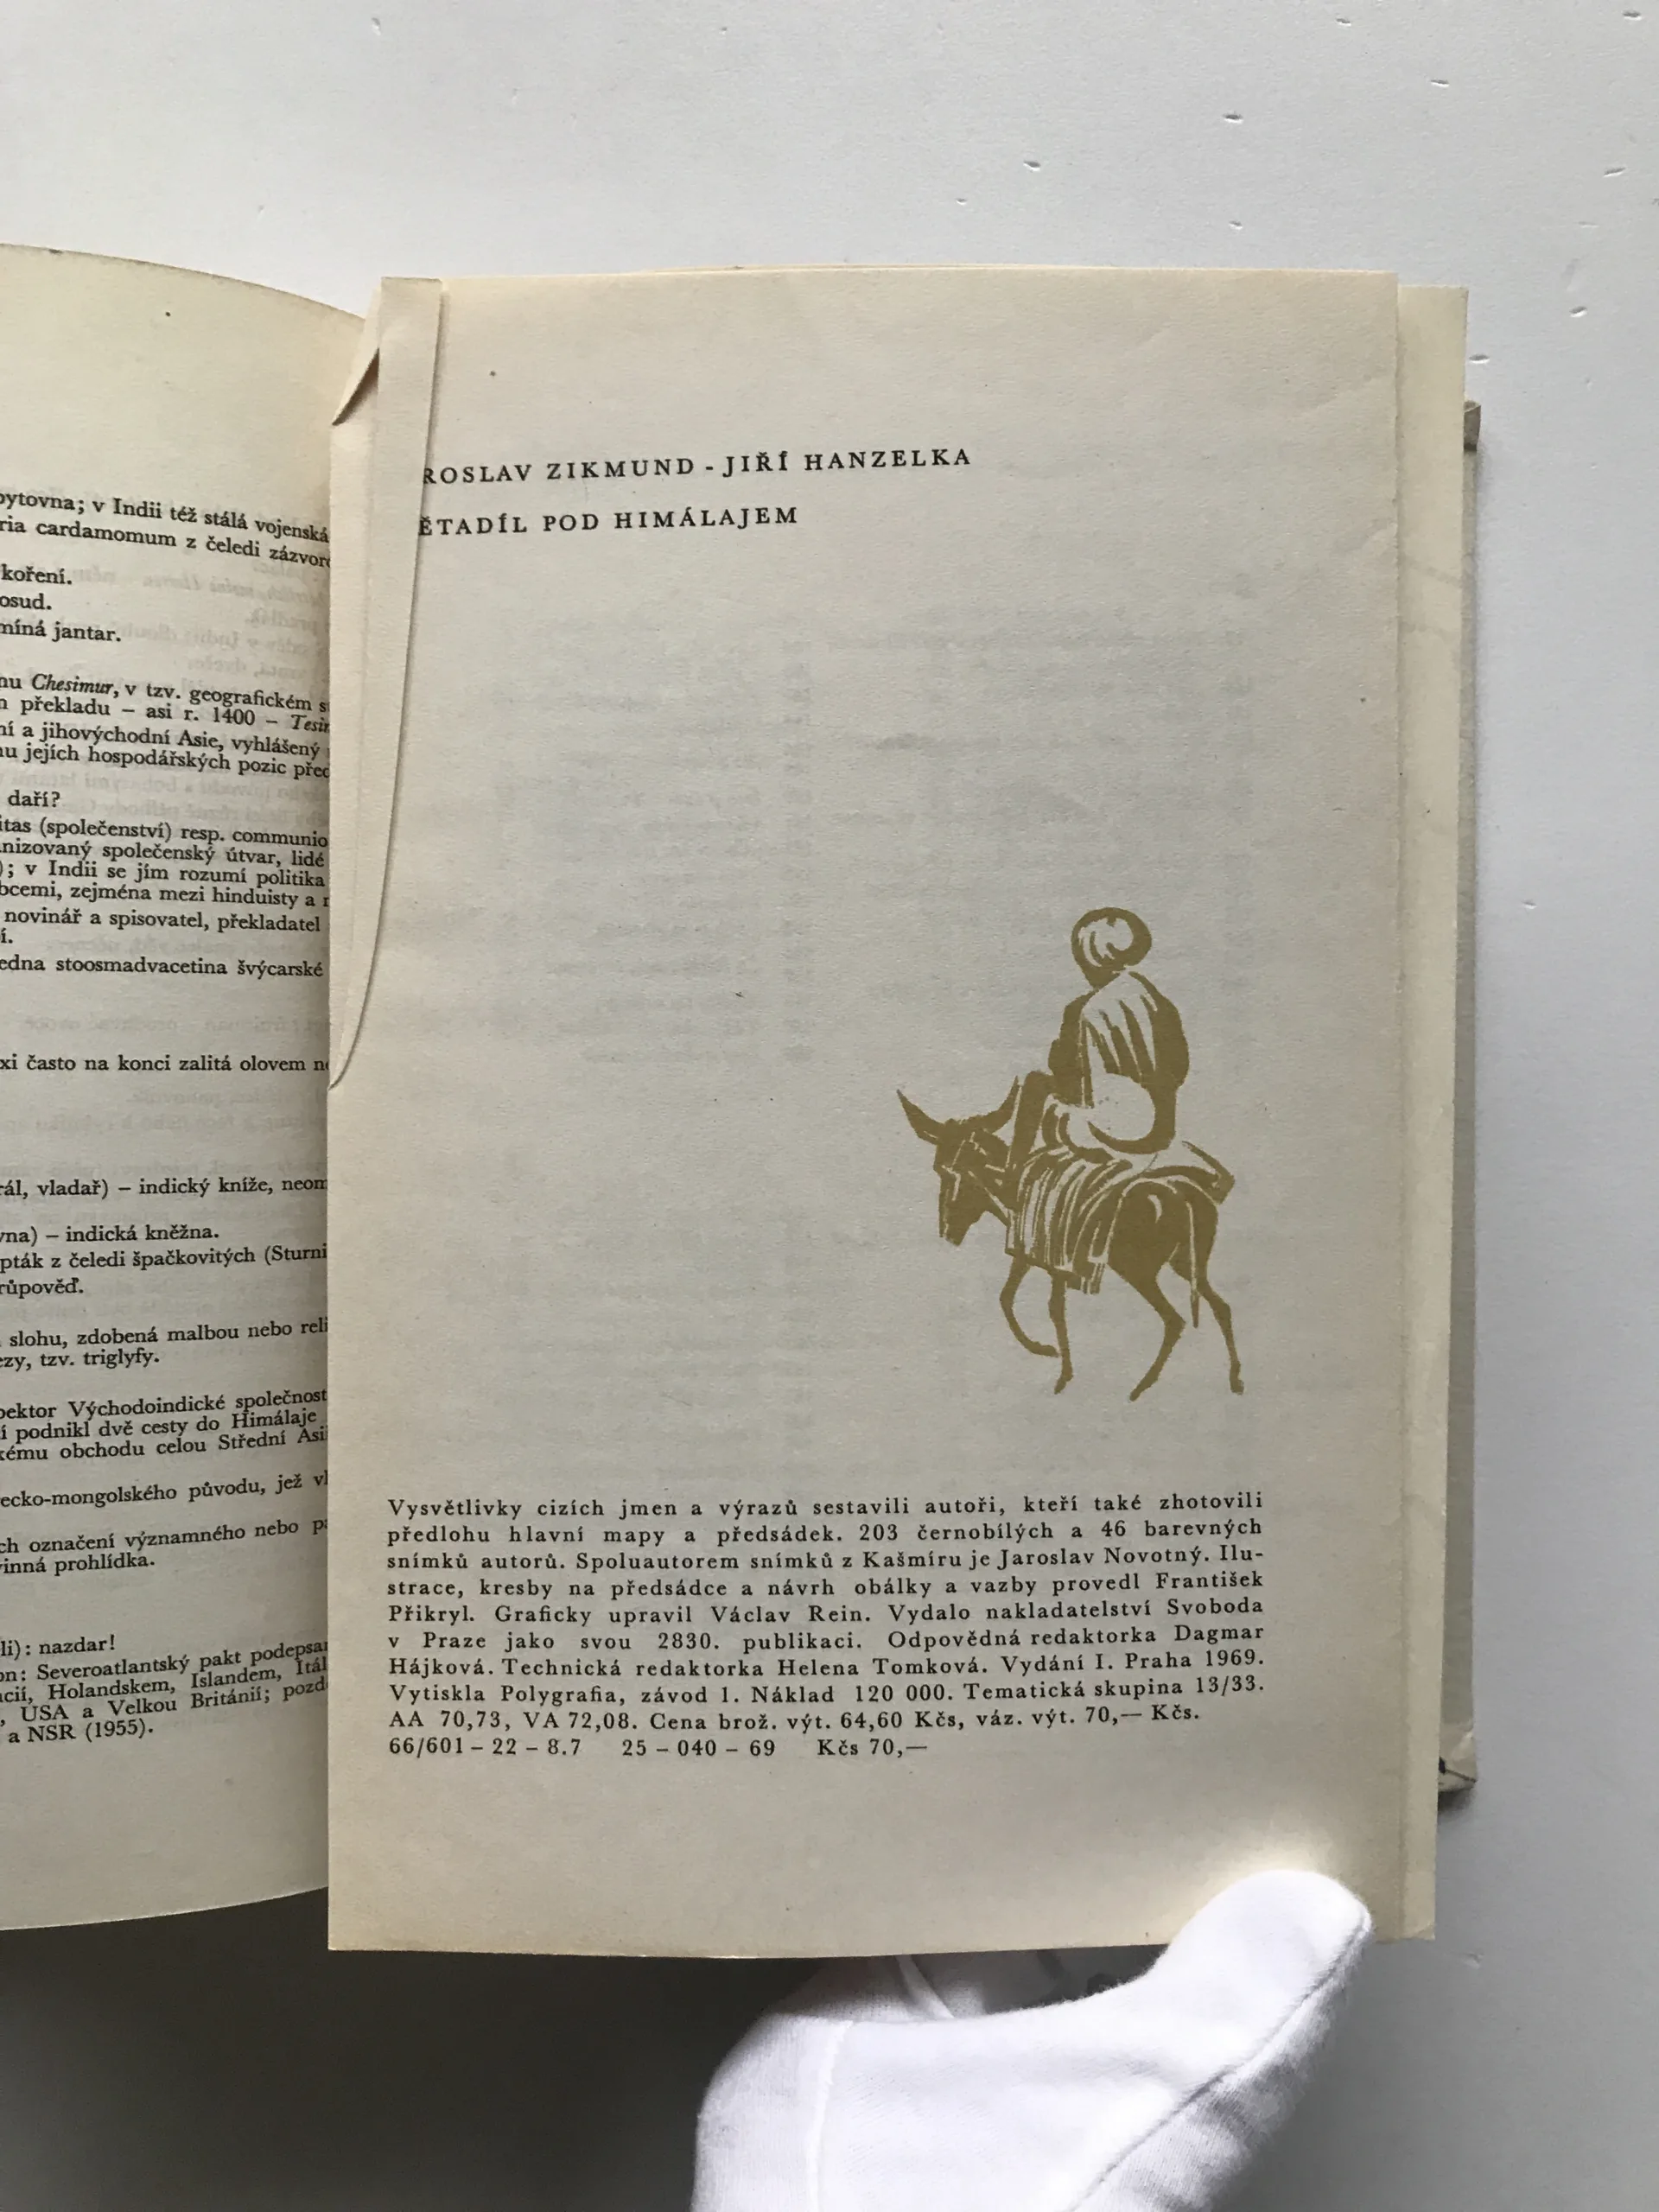 bytovna; v Indii též stálá vojenská
ria cardamomum z čeledi zázvoro
koření.
osud.
míná jantar.
nu Chesimur, v tzv. geografickém s
n překladu – asi r. 1400 – Tesin
ní a jihovýchodní Asie, vyhlášený
nu jejích hospodářských pozic před
daří?
itas (společenství) resp. communio
anizovaný společenský útvar, lidé
); v Indii se jím rozumí politika
bcemi, zejména mezi hinduisty a
novinář a spisovatel, překladatel
í.
edna stoosmadvacetina švýcarské
xi často na konci zalitá olovem n
rál, vladař) – indický kníže, neom
vna) – indická kněžna.
pták z čeledi špačkovitých (Sturni
růpověď.
slohu, zdobená malbou nebo reli
ezy, tzv. triglyfy.
pektor Východoindické společnost
í podnikl dvě cesty do Himálaje
kému obchodu celou Střední Asi
ecko-mongolského původu, jež vl
ch označení významného nebo pa
vinná prohlídka.
li): nazdar!
on: Severoatlantský pakt podepsa
ncií, Holandskem, Islandem, Itál
, USA a Velkou Británií; pozd
a NSR (1955).
ROSLAV ZIKMUND - JIŘÍ HANZELKA
ĚTADÍL POD HIMÁLAJEM
Vysvětlivky cizích jmen a výrazů sestavili autoři, kteří také zhotovili
předlohu hlavní mapy a předsádek. 203 černobílých a 46 barevných
snímků autorů. Spoluautorem snímků z Kašmíru je Jaroslav Novotný. Ilu-
strace, kresby na předsádce a návrh obálky a vazby provedl František
Přikryl. Graficky upravil Václav Rein. Vydalo nakladatelství Svoboda
v Praze jako svou 2830. publikaci. Odpovědná redaktorka Dagmar
Hájková. Technická redaktorka Helena Tomková. Vydání I. Praha 1969.
Vytiskla Polygrafia, závod 1. Náklad 120 000. Tematická skupina 13/33.
AA 70,73, VA 72,08. Cena brož. výt. 64,60 Kčs, váz. výt. 70,— Kčs.
66/601 – 22 – 8.7 25 – 040 – 69 Kčs 70,—